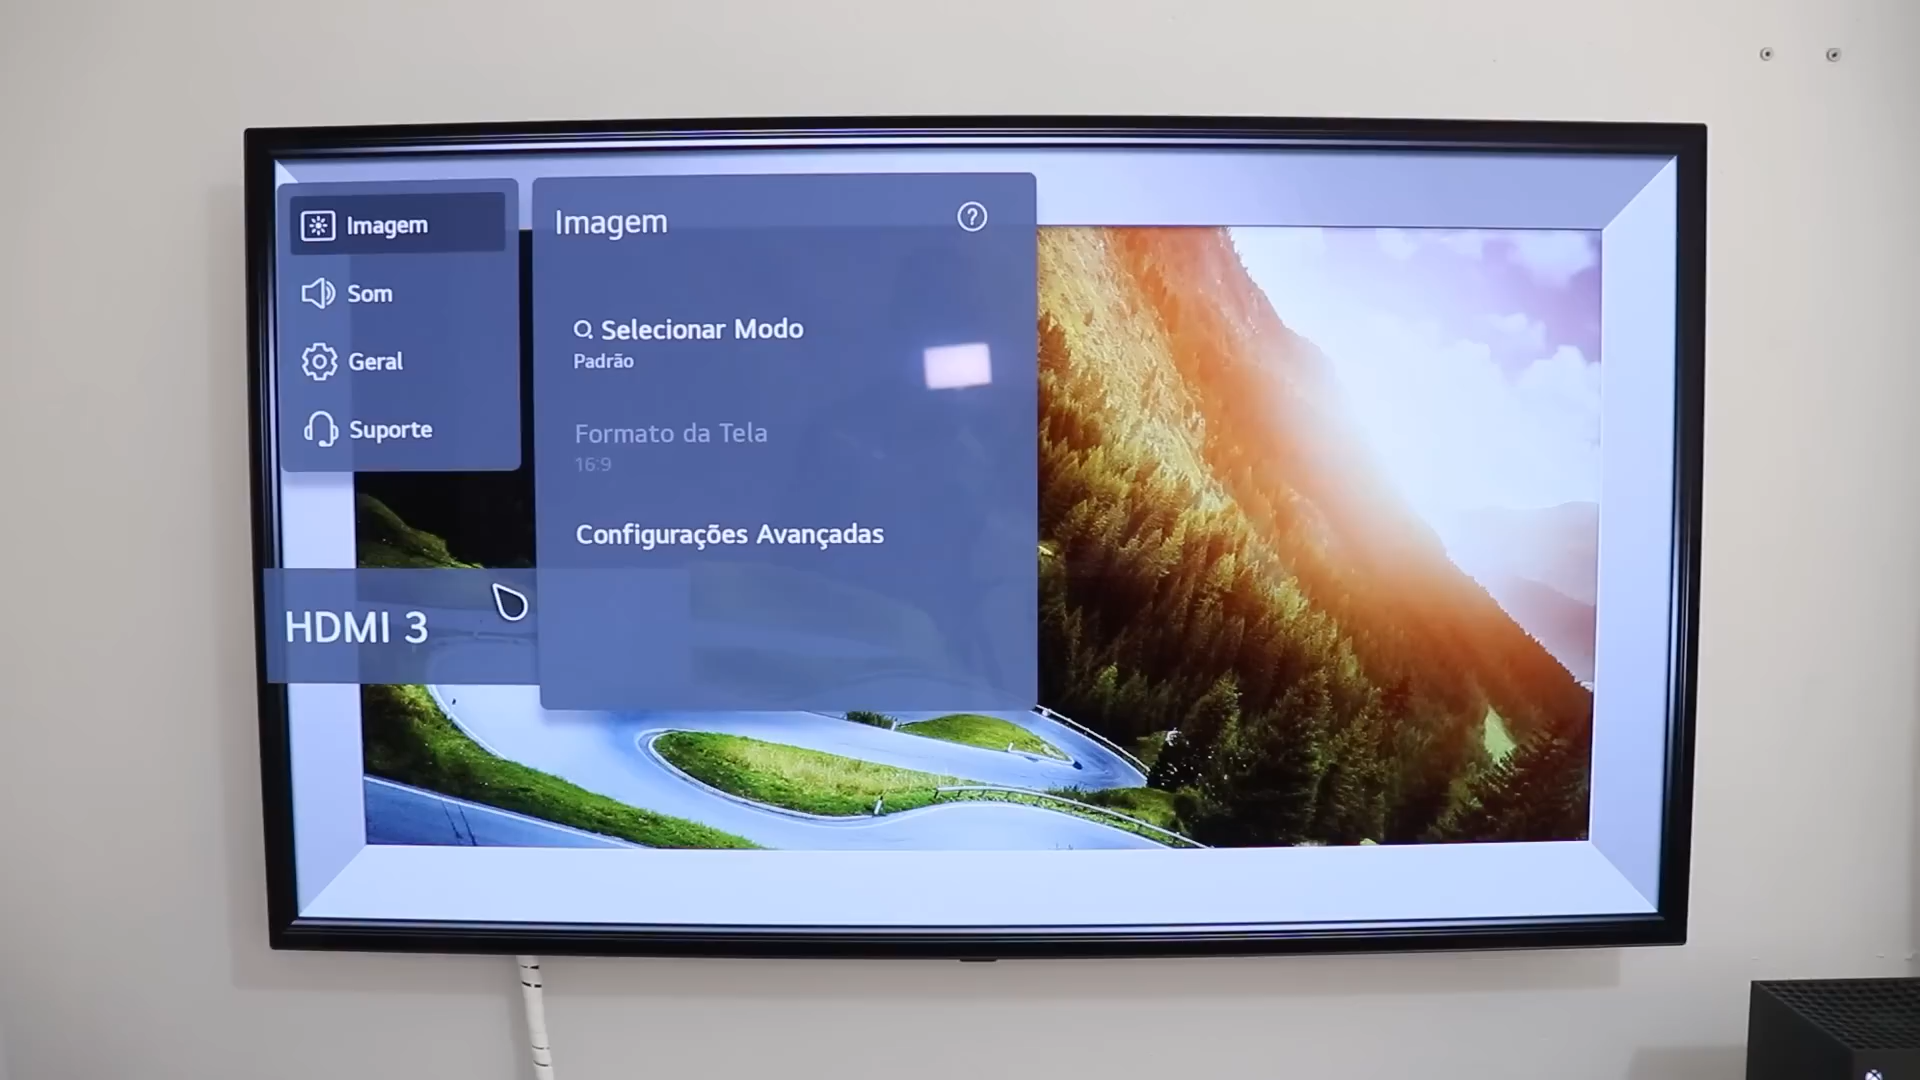 Imagem
Som
Geral
Suporte
Imagem
Selecionar Modo
Padrão
Formato da Tela
16:9
Configurações Avançadas
HDMI 3